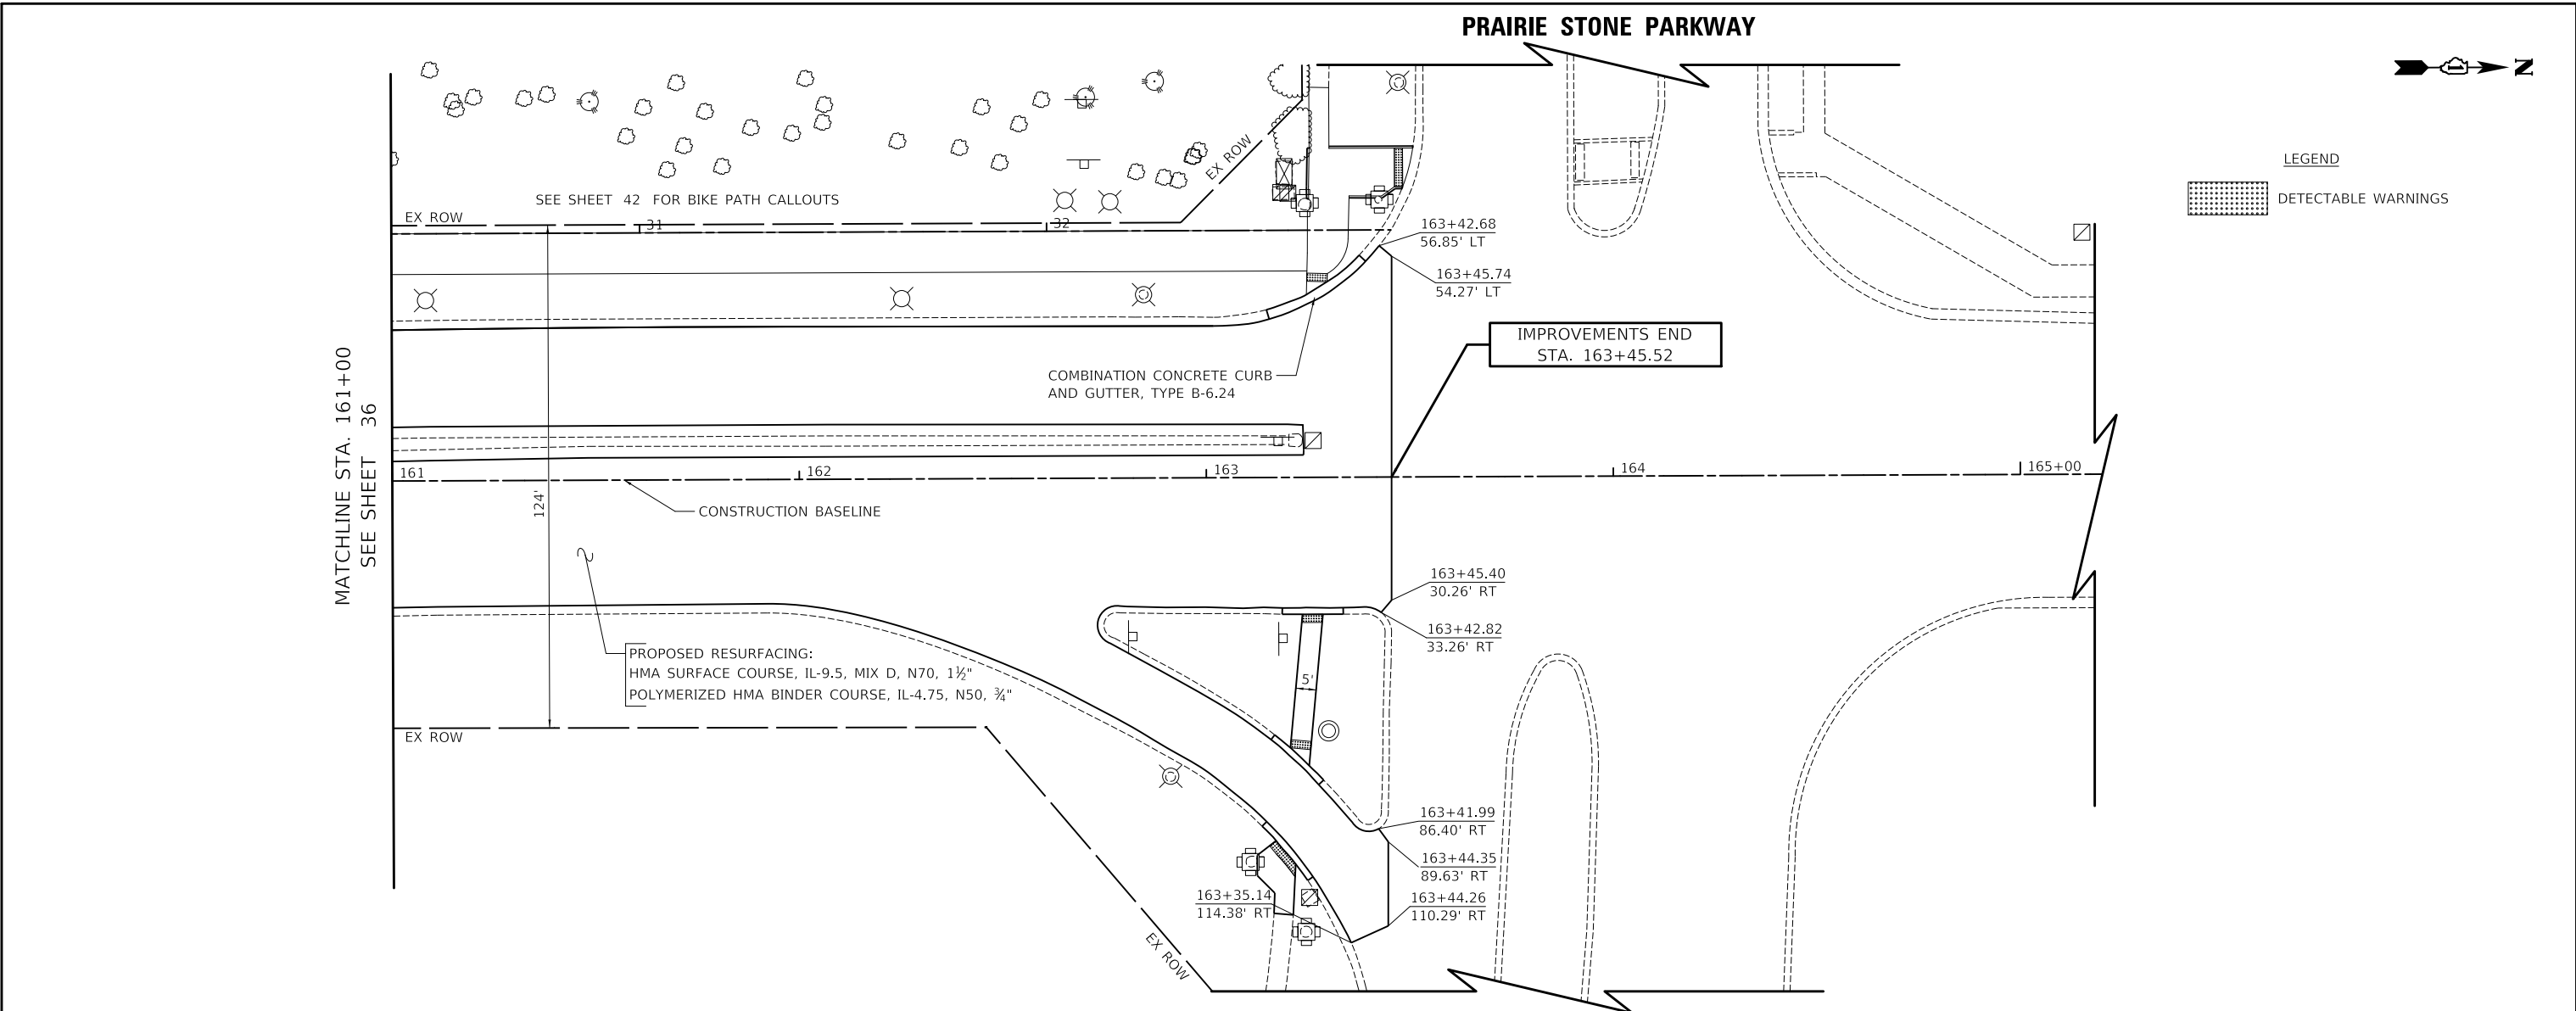 PRAIRIE STONE PARKWAY
N
LEGEND
DETECTABLE WARNINGS
SEE SHEET 42 FOR BIKE PATH CALLOUTS
EX ROW
EX ROW
31
32
163+42.68
56.85' LT
163+45.74
54.27' LT
IMPROVEMENTS END
STA. 163+45.52
COMBINATION CONCRETE CURB
AND GUTTER, TYPE B-6.24
MATCHLINE STA. 161+00
SEE SHEET 36
161
162
163
164
165+00
124'
CONSTRUCTION BASELINE
163+45.40
30.26' RT
163+42.82
33.26' RT
PROPOSED RESURFACING:
HMA SURFACE COURSE, IL-9.5, MIX D, N70, 1½"
POLYMERIZED HMA BINDER COURSE, IL-4.75, N50, ¾"
5'
EX ROW
163+41.99
86.40' RT
163+44.35
89.63' RT
163+35.14
114.38' RT
163+44.26
110.29' RT
EX ROW